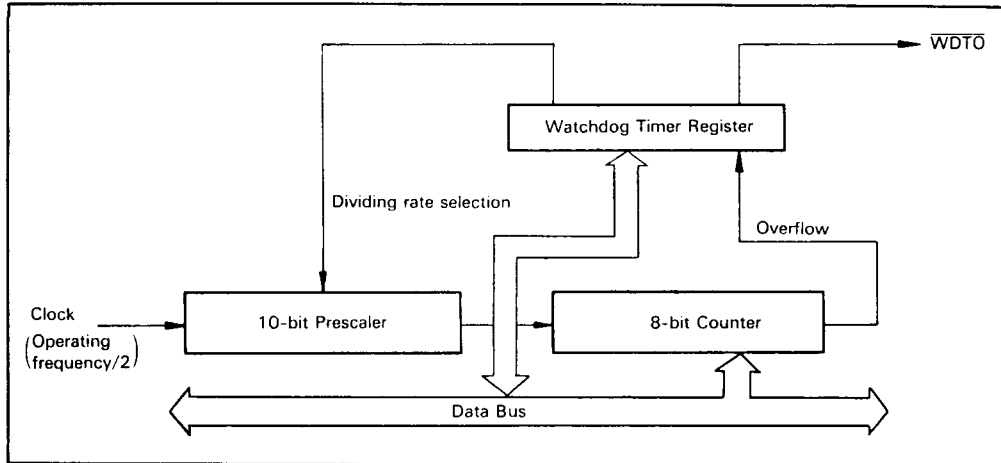 WDTO
Watchdog Timer Register
Dividing rate selection
Overflow
Clock
(Operating
frequency/2)
10-bit Prescaler
8-bit Counter
Data Bus